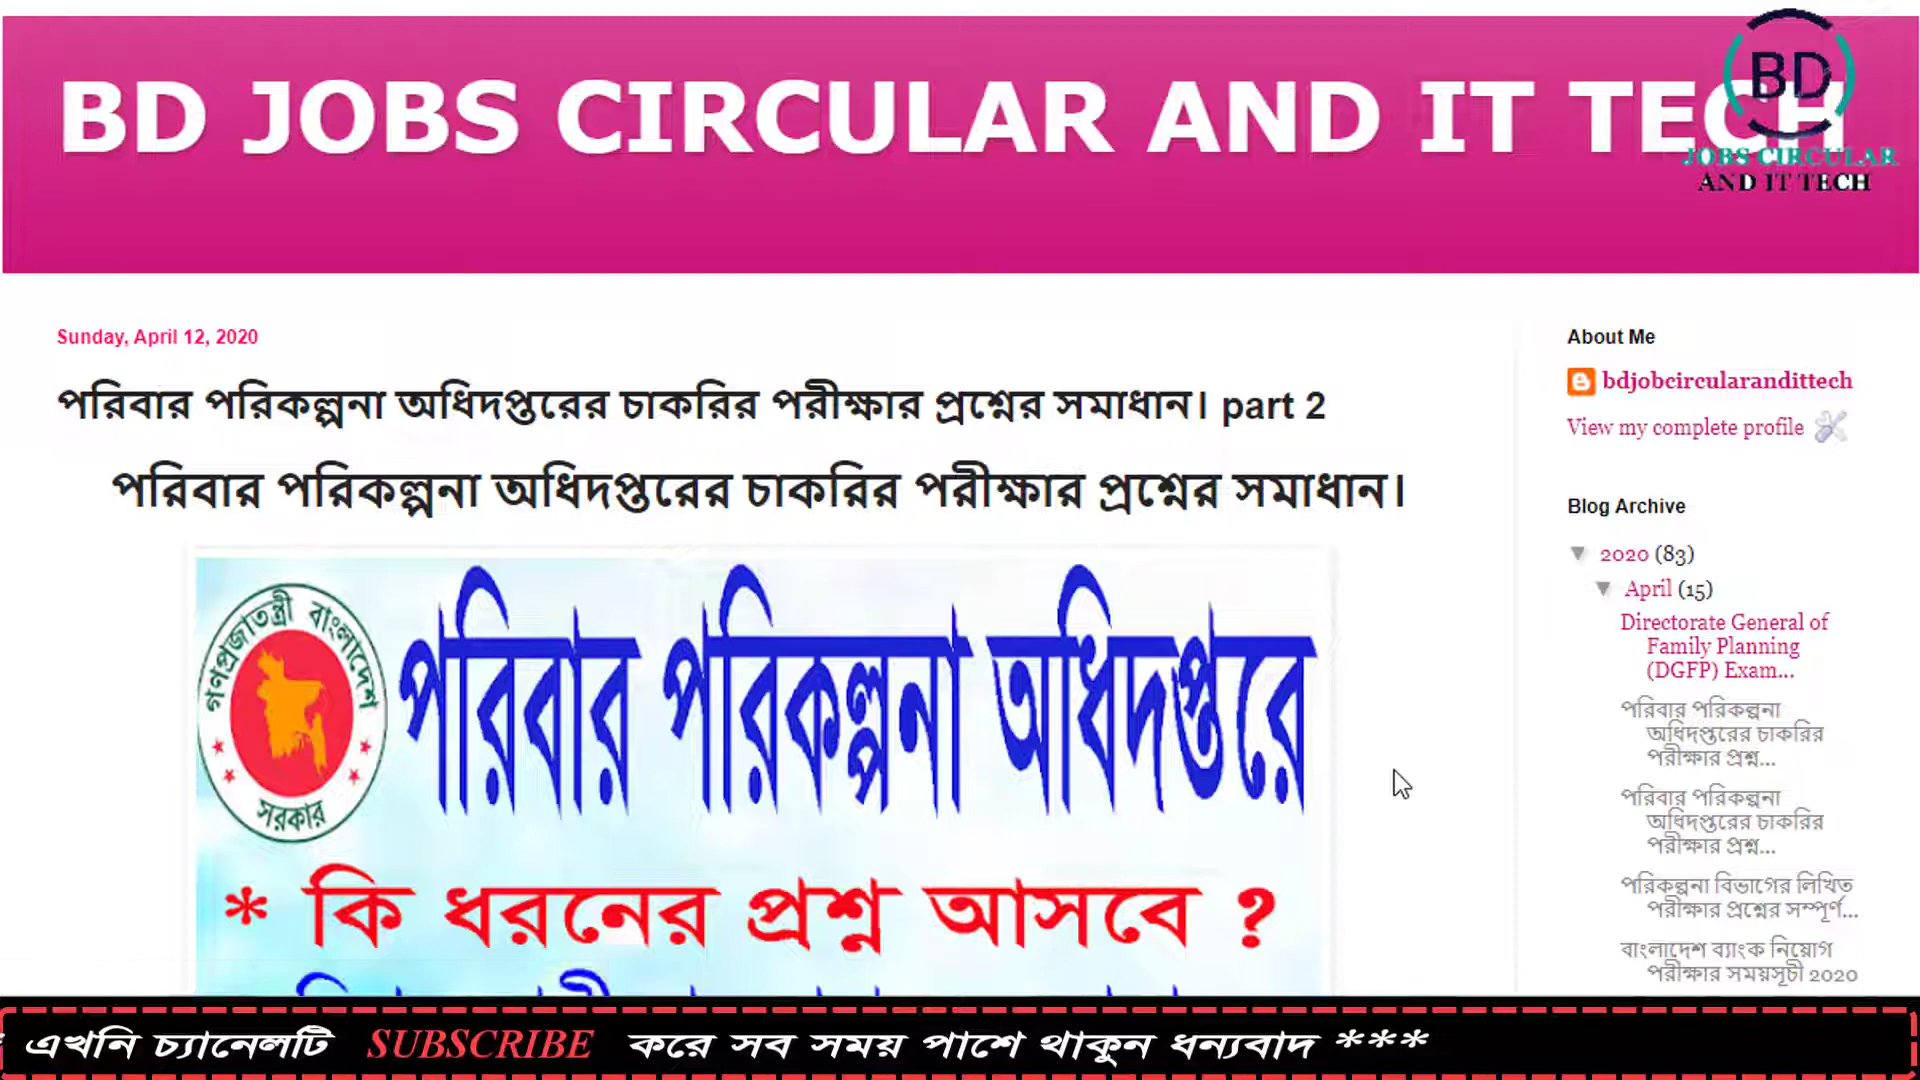 BD JOBS CIRCULAR AND IT TECH
BD
JOBS CIRCULAR
AND IT TECH
Sunday, April 12, 2020
পরিবার পরিকল্পনা অধিদপ্তরের চাকরির পরীক্ষার প্রশ্নের সমাধান। part 2
পরিবার পরিকল্পনা অধিদপ্তরের চাকরির পরীক্ষার প্রশ্নের সমাধান।
গণপ্রজাতন্ত্রী বাংলাদেশ
সরকার
পরিবার পরিকল্পনা অধিদপ্তরে
* কি ধরনের প্রশ্ন আসবে ?
About Me
bdjobcircularandittech
View my complete profile
Blog Archive
▼ 2020 (83)
▼ April (15)
Directorate General of
Family Planning
(DGFP) Exam...
পরিবার পরিকল্পনা
অধিদপ্তরের চাকরির
পরীক্ষার প্রশ্ন...
পরিবার পরিকল্পনা
অধিদপ্তরের চাকরির
পরীক্ষার প্রশ্ন...
পরিকল্পনা বিভাগের লিখিত
পরীক্ষার প্রশ্নের সম্পূর্ণ...
বাংলাদেশ ব্যাংক নিয়োগ
পরীক্ষার সময়সূচী 2020
এখনি চ্যানেলটি SUBSCRIBE করে সব সময় পাশে থাকুন ধন্যবাদ ***